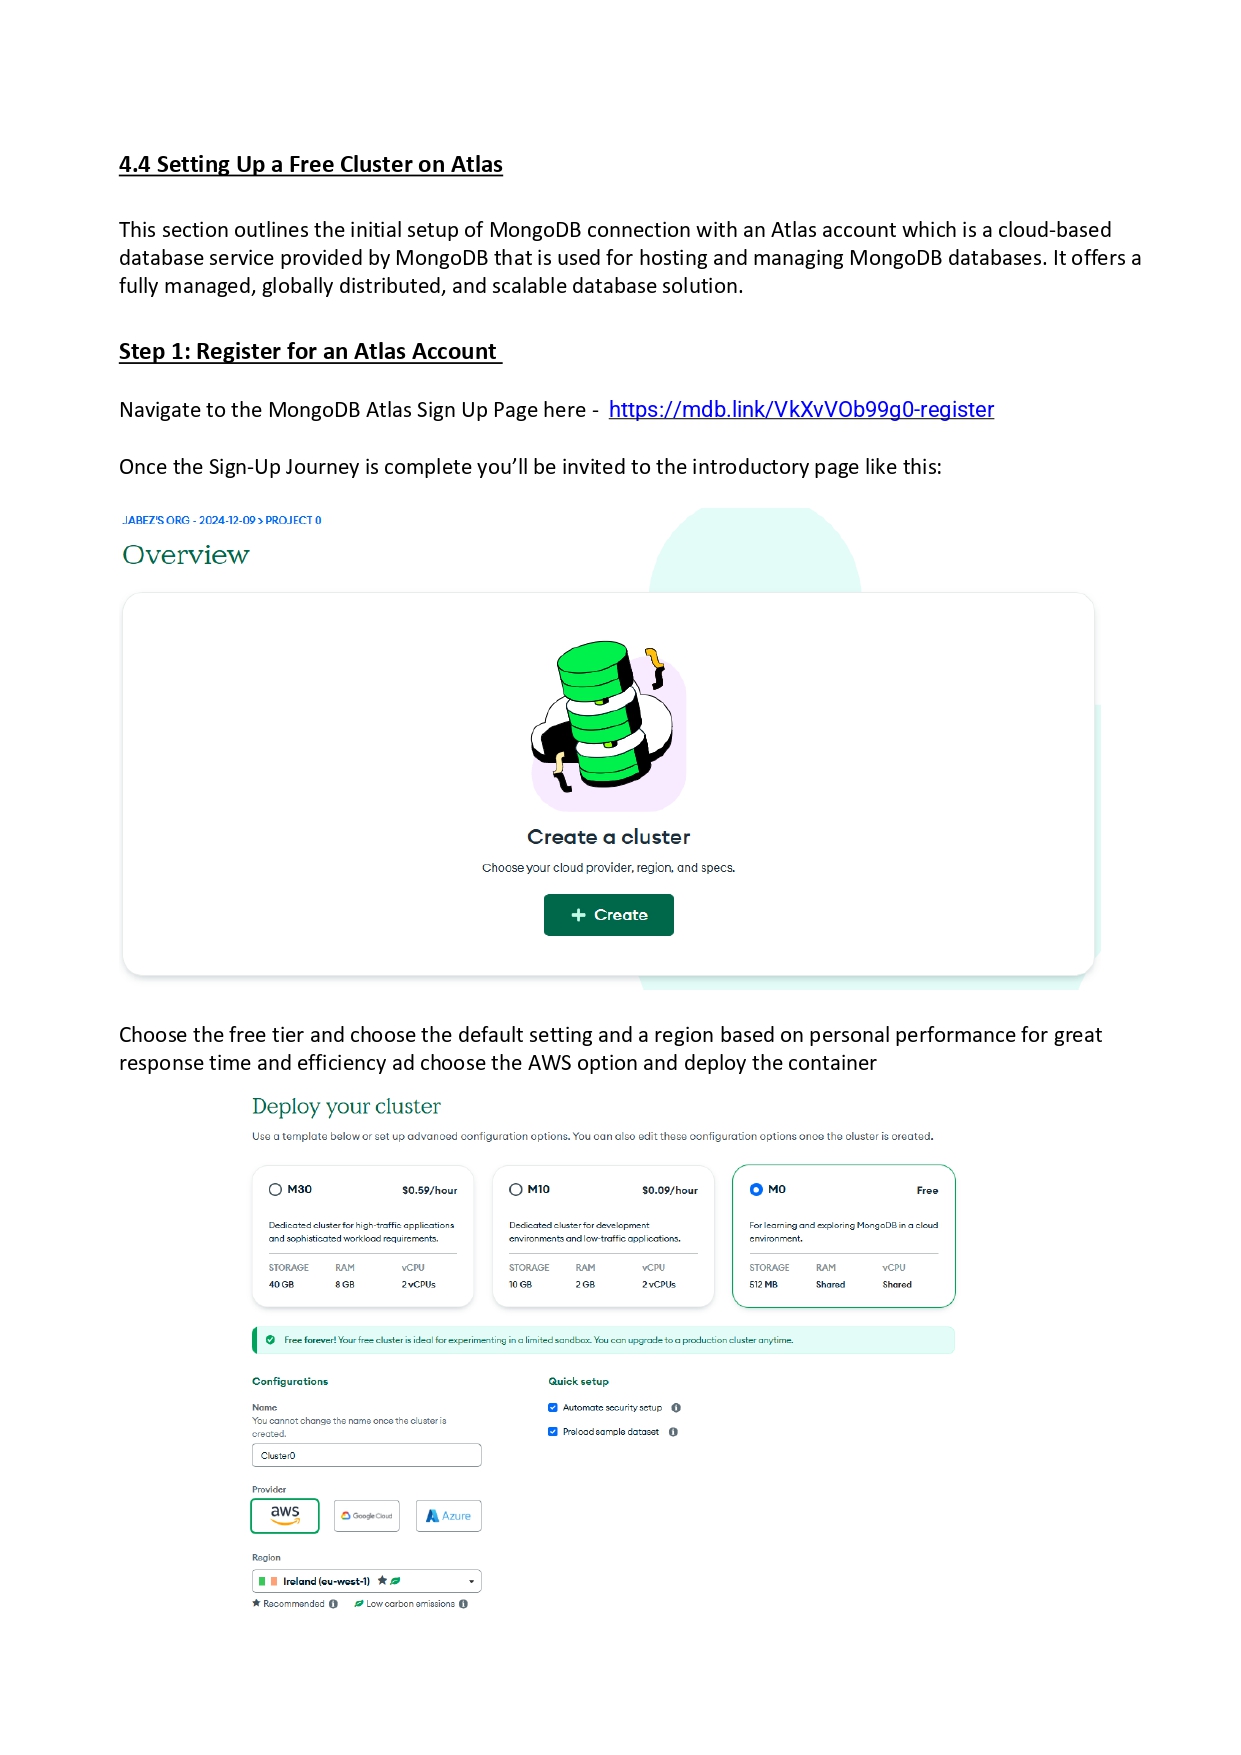 4.4 Setting Up a Free Cluster on Atlas
This section outlines the initial setup of MongoDB connection with an Atlas account which is a cloud-based
database service provided by MongoDB that is used for hosting and managing MongoDB databases. It offers a
fully managed, globally distributed, and scalable database solution.
Step 1: Register for an Atlas Account
Navigate to the MongoDB Atlas Sign Up Page here - https://mdb.link/VkXvVOb99g0-register
Once the Sign-Up Journey is complete you’ll be invited to the introductory page like this:
JABEZ'S ORG - 2024-12-09 > PROJECT 0
Overview
Create a cluster
Choose your cloud provider, region, and specs.
+ Create
Choose the free tier and choose the default setting and a region based on personal performance for great
response time and efficiency ad choose the AWS option and deploy the container
Deploy your cluster
Use a template below or set up advanced configuration options. You can also edit these configuration options once the cluster is created.
M30 $0.59/hour
Dedicated cluster for high-traffic applications
and sophisticated workload requirements.
STORAGE RAM vCPU
40 GB 8 GB 2 vCPUs
M10 $0.09/hour
Dedicated cluster for development
environments and low-traffic applications.
STORAGE RAM vCPU
10 GB 2 GB 2 vCPUs
M0 Free
For learning and exploring MongoDB in a cloud
environment.
STORAGE RAM vCPU
512 MB Shared Shared
Free forever! Your free cluster is ideal for experimenting in a limited sandbox. You can upgrade to a production cluster anytime.
Configurations
Name
You cannot change the name once the cluster is
created.
Cluster0
Quick setup
Automate security setup
Preload sample dataset
Provider
aws Google Cloud Azure
Region
Ireland (eu-west-1)
Recommended Low carbon emissions